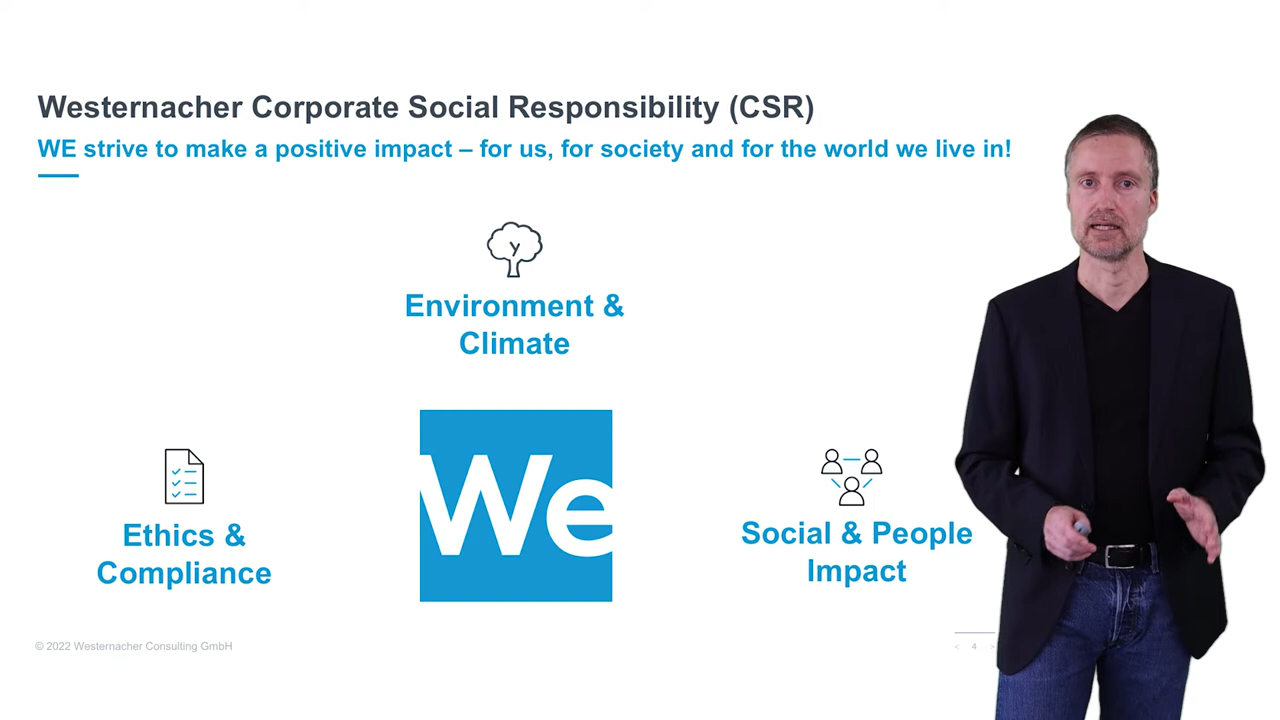 Westernacher Corporate Social Responsibility (CSR)
WE strive to make a positive impact – for us, for society and for the world we live in!
Environment &
Climate
We
Ethics &
Compliance
Social & People
Impact
© 2022 Westernacher Consulting GmbH
< 4 >